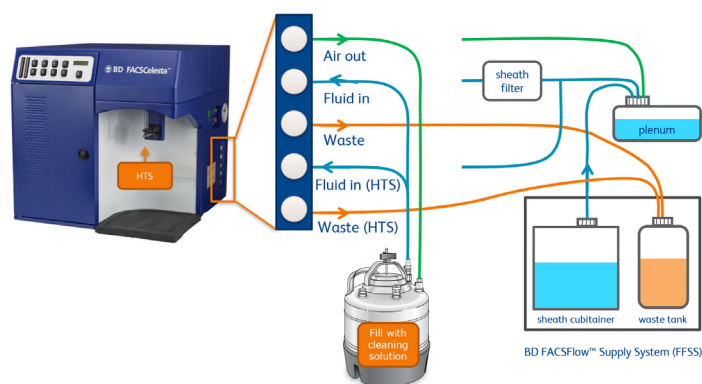 BD FACSCelesta™
HTS
Air out
Fluid in
Waste
Fluid in (HTS)
Waste (HTS)
Fill with
cleaning
solution
sheath
filter
plenum
sheath cubitainer
waste tank
BD FACSFlow™ Supply System (FFSS)